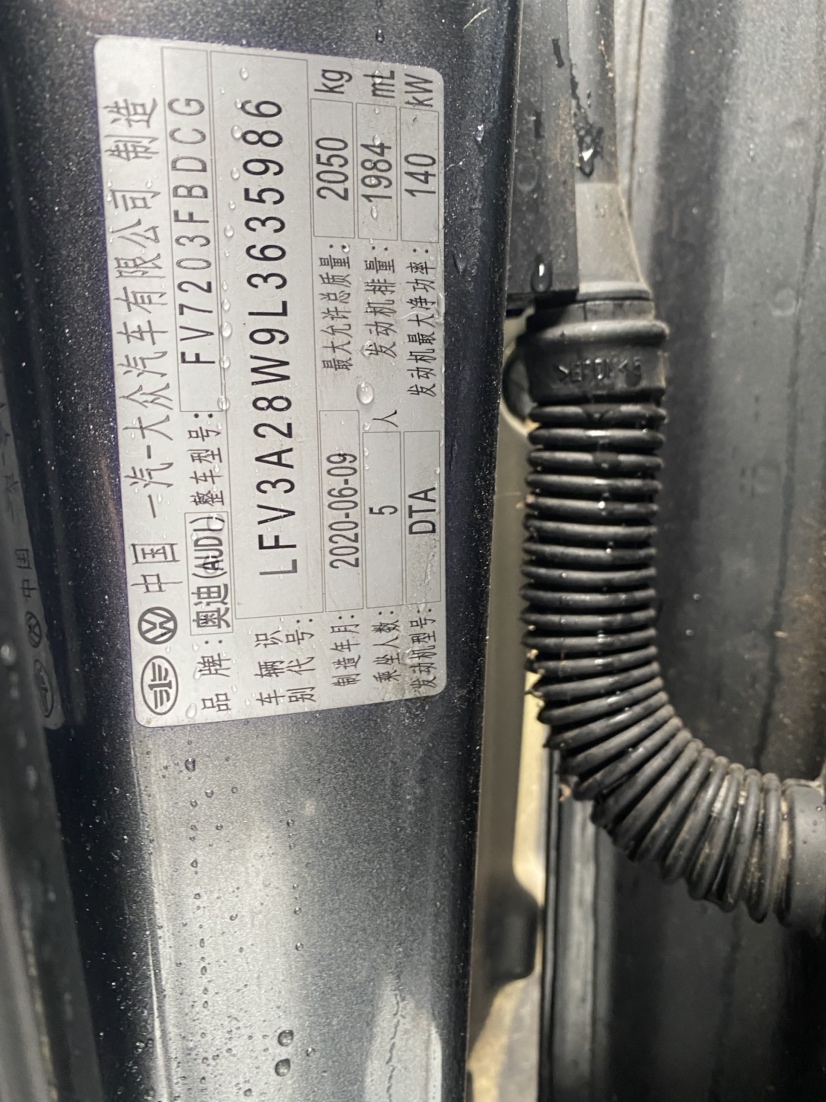 中国 一汽-大众汽车有限公司 制造
品牌:奥迪(AUDI) 整车型号: FV7203FBDCG
车辆识别代号: LFV3A28W9L3635986
制造年月: 2020-06-09 最大允许总质量: 2050 kg
乘坐人数: 5 人 发动机排量: 1984 mL
发动机型号: DTA 发动机最大净功率: 140 kW
中国